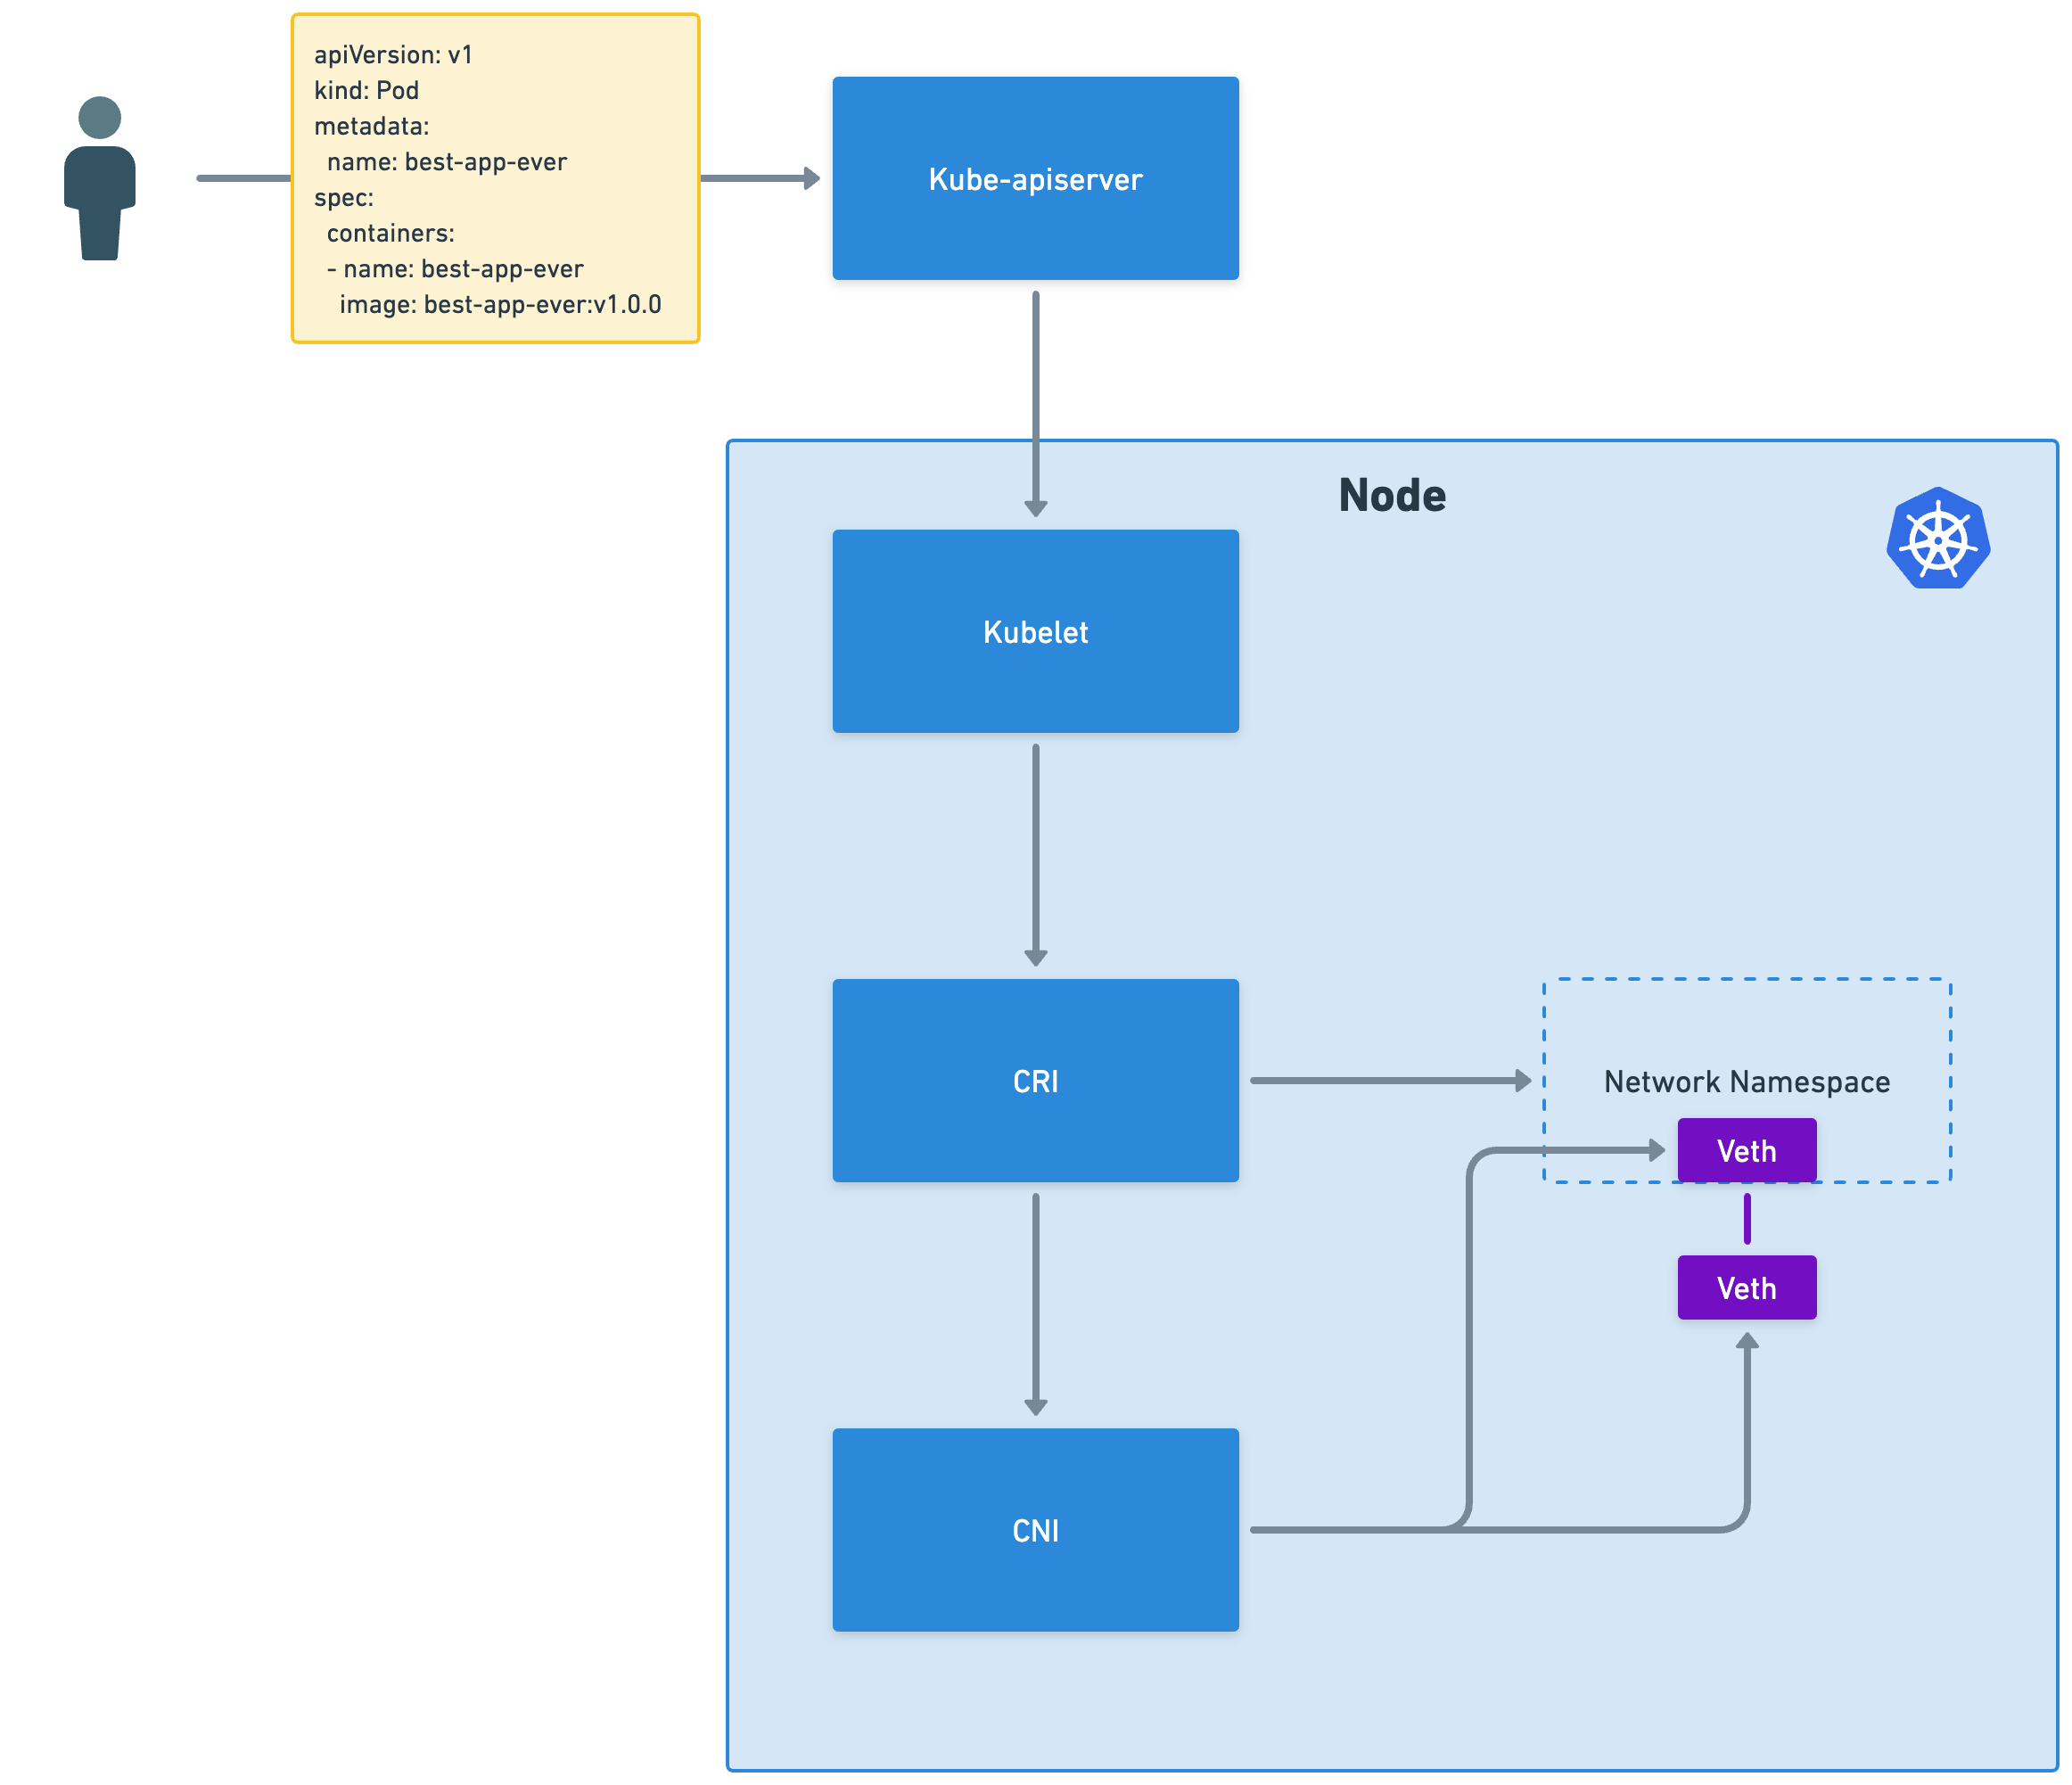 apiVersion: v1
kind: Pod
metadata:
  name: best-app-ever
spec:
  containers:
  - name: best-app-ever
    image: best-app-ever:v1.0.0
Kube-apiserver
Node
Kubelet
CRI
Network Namespace
Veth
Veth
CNI